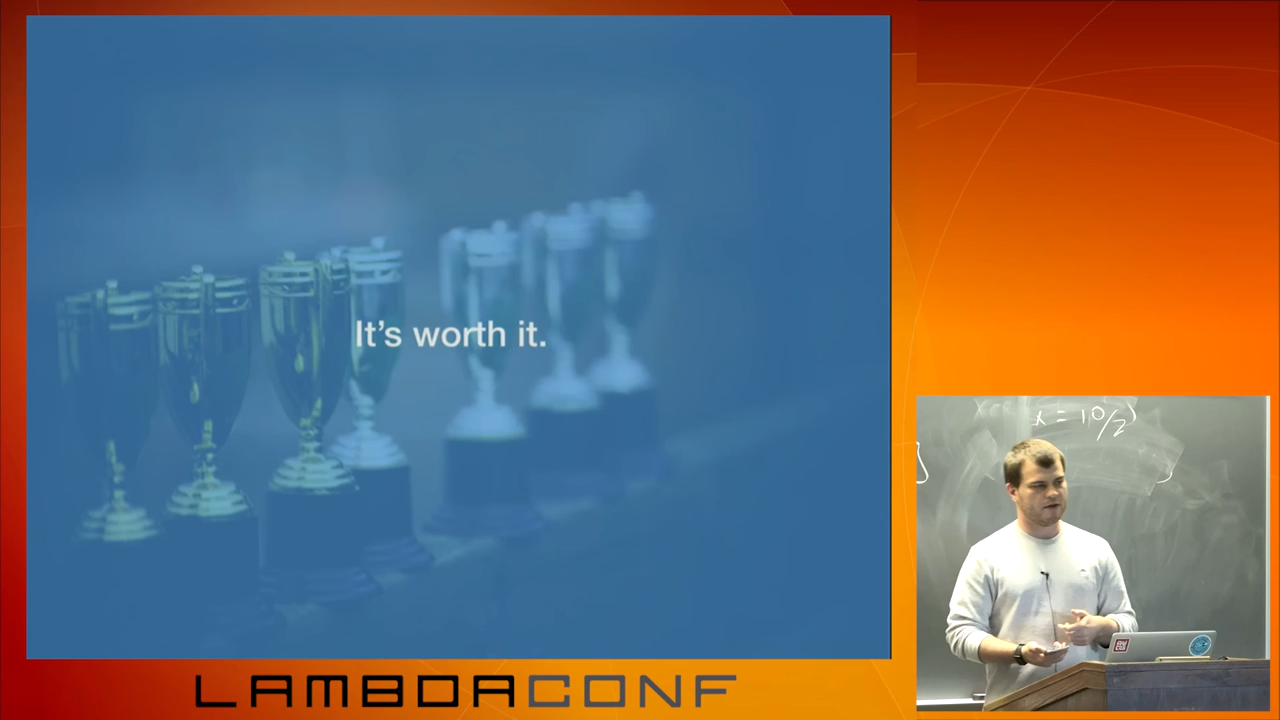 It's worth it.
x = 10/2)
LAMBDACONF